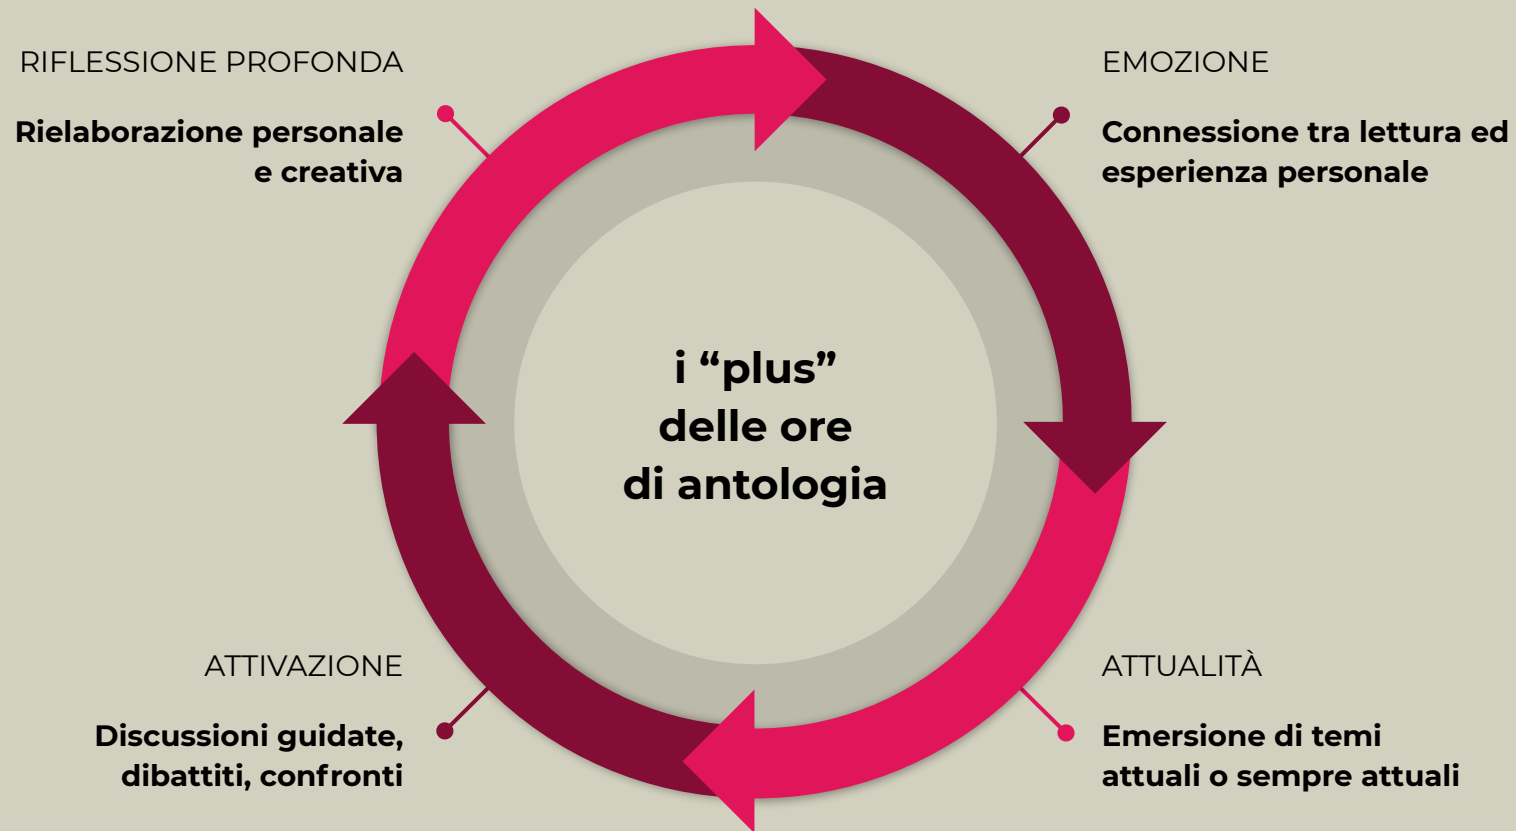 RIFLESSIONE PROFONDA
Rielaborazione personale
e creativa
EMOZIONE
Connessione tra lettura ed
esperienza personale
i “plus”
delle ore
di antologia
ATTIVAZIONE
Discussioni guidate,
dibattiti, confronti
ATTUALITÀ
Emersione di temi
attuali o sempre attuali